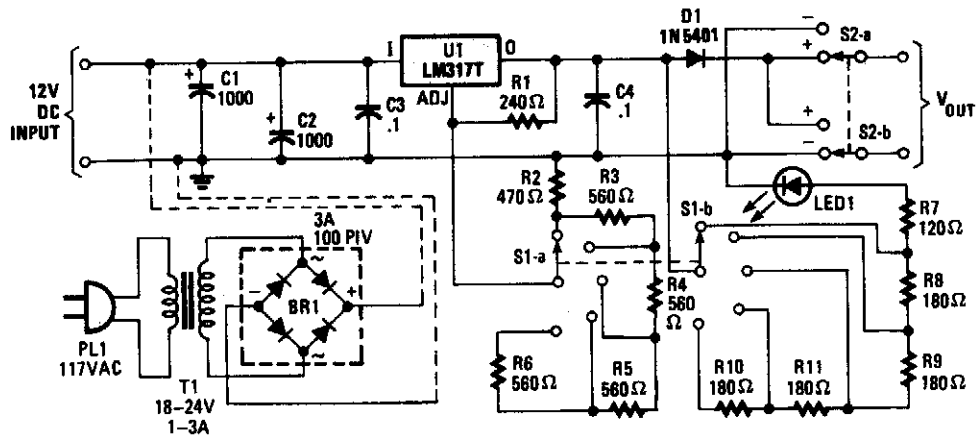 12V
DC
INPUT
+
C1
1000
+
C2
1000
C3
.1
I
U1
LM317T
O
ADJ
R1
240Ω
C4
.1
D1
1N5401
−
+
S2-a
+
−
S2-b
V OUT
R2
470Ω
R3
560Ω
S1-a
S1-b
LED1
R7
120Ω
R4
560
Ω
R8
180Ω
R6
560Ω
R5
560Ω
R10
180Ω
R11
180Ω
R9
180Ω
3A
100 PIV
~
−
BR1
+
~
PL1
117VAC
T1
18–24V
1–3A